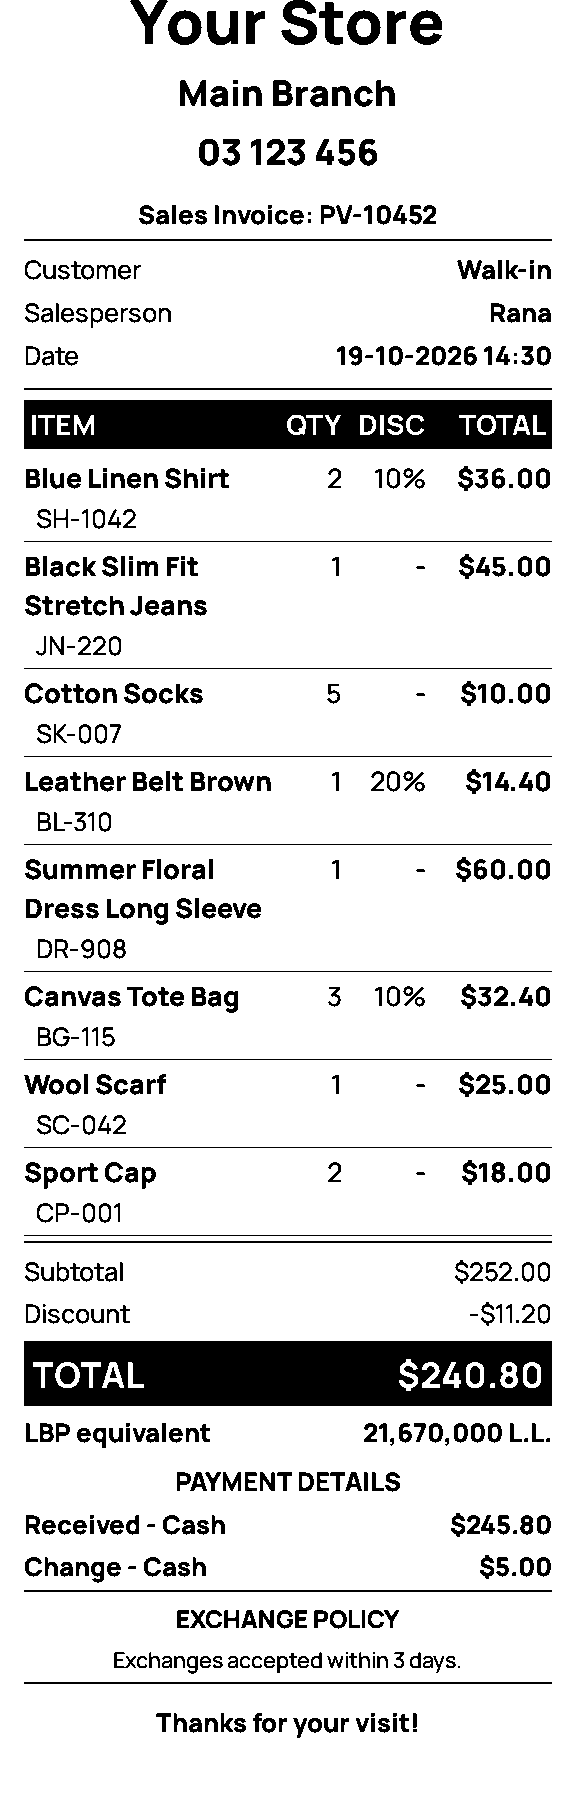 Your Store
Main Branch
03 123 456
Sales Invoice: PV-10452
Customer Walk-in
Salesperson Rana
Date 19-10-2026 14:30
ITEM QTY DISC TOTAL
Blue Linen Shirt 2 10% $36.00
SH-1042
Black Slim Fit 1 - $45.00
Stretch Jeans
JN-220
Cotton Socks 5 - $10.00
SK-007
Leather Belt Brown 1 20% $14.40
BL-310
Summer Floral 1 - $60.00
Dress Long Sleeve
DR-908
Canvas Tote Bag 3 10% $32.40
BG-115
Wool Scarf 1 - $25.00
SC-042
Sport Cap 2 - $18.00
CP-001
Subtotal $252.00
Discount -$11.20
TOTAL $240.80
LBP equivalent 21,670,000 L.L.
PAYMENT DETAILS
Received - Cash $245.80
Change - Cash $5.00
EXCHANGE POLICY
Exchanges accepted within 3 days.
Thanks for your visit!